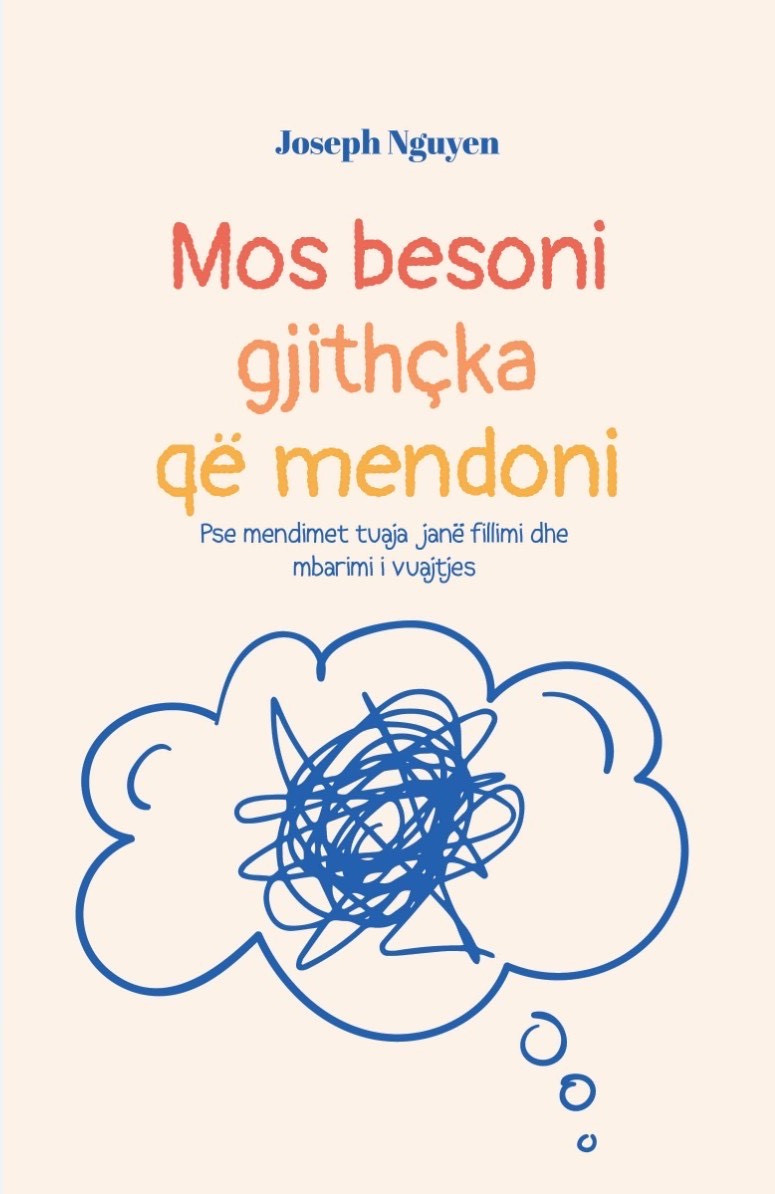 Joseph Nguyen
Mos besoni
gjithçka
që mendoni
Pse mendimet tuaja janë fillimi dhe
mbarimi i vuajtjes